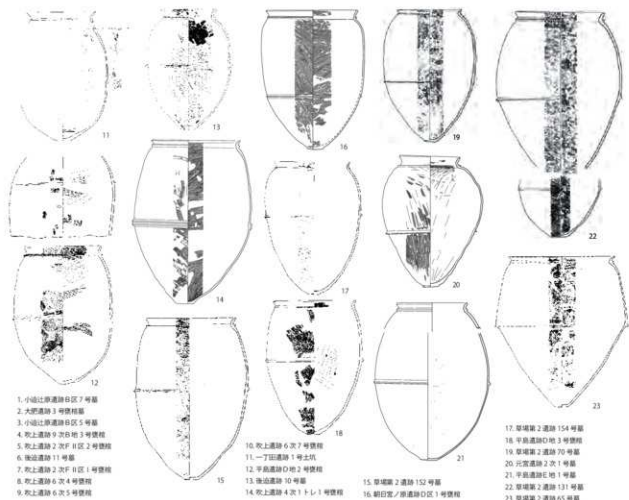 11
13
16
19
14
17
20
22
12
15
18
21
23
1. 小迫辻原遺跡B区7号墓
2. 大肥遺跡3号甕棺墓
3. 小迫辻原遺跡B区5号墓
4. 吹上遺跡9次B地3号甕棺
5. 吹上遺跡2次FⅡ区2号甕棺
6. 後迫遺跡11号墓
7. 吹上遺跡2次FⅡ区1号甕棺
8. 吹上遺跡6次4号甕棺
9. 吹上遺跡6次5号甕棺
10. 吹上遺跡6次7号甕棺
11. 一丁田遺跡1号土坑
12. 平島遺跡D地2号甕棺
13. 後迫遺跡10号墓
14. 吹上遺跡4次1トレ1号甕棺
15. 草場第2遺跡152号墓
16. 朝日宮ノ原遺跡D区1号甕棺
17. 草場第2遺跡154号墓
18. 平島遺跡D地3号甕棺
19. 草場第2遺跡70号墓
20. 元宮遺跡2次1号墓
21. 平島遺跡E地1号墓
22. 草場第2遺跡131号墓
23. 草場第2遺跡65号墓